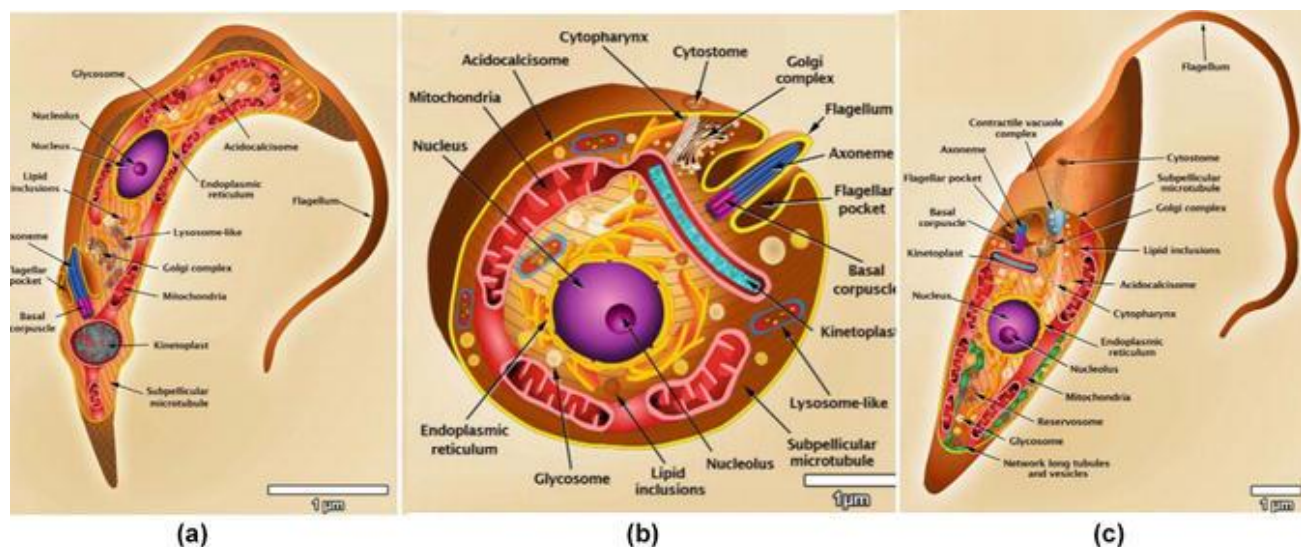 Glycosome
Nucleolus
Nucleus
Acidocalcisome
Lipid
inclusions
Endoplasmic
reticulum
Flagellum
Axoneme
Lysosome-like
Golgi complex
Flagellar
pocket
Mitochondria
Basal
corpuscle
Kinetoplast
Subpellicular
microtubule
1 µm
(a)
Cytopharynx
Cytostome
Acidocalcisome
Golgi
complex
Mitochondria
Flagellum
Nucleus
Axoneme
Flagellar
pocket
Basal
corpuscle
Kinetoplast
Lysosome-like
Endoplasmic
reticulum
Subpellicular
microtubule
Glycosome
Lipid
inclusions
Nucleolus
1µm
(b)
Flagellum
Contractile vacuole
complex
Axoneme
Cytostome
Flagellar pocket
Subpellicular
microtubule
Basal
corpuscle
Golgi complex
Kinetoplast
Lipid inclusions
Nucleus
Acidocalcisome
Cytopharynx
Endoplasmic
reticulum
Nucleolus
Mitochondria
Reservosome
Glycosome
Network long tubules
and vesicles
1 µm
(c)